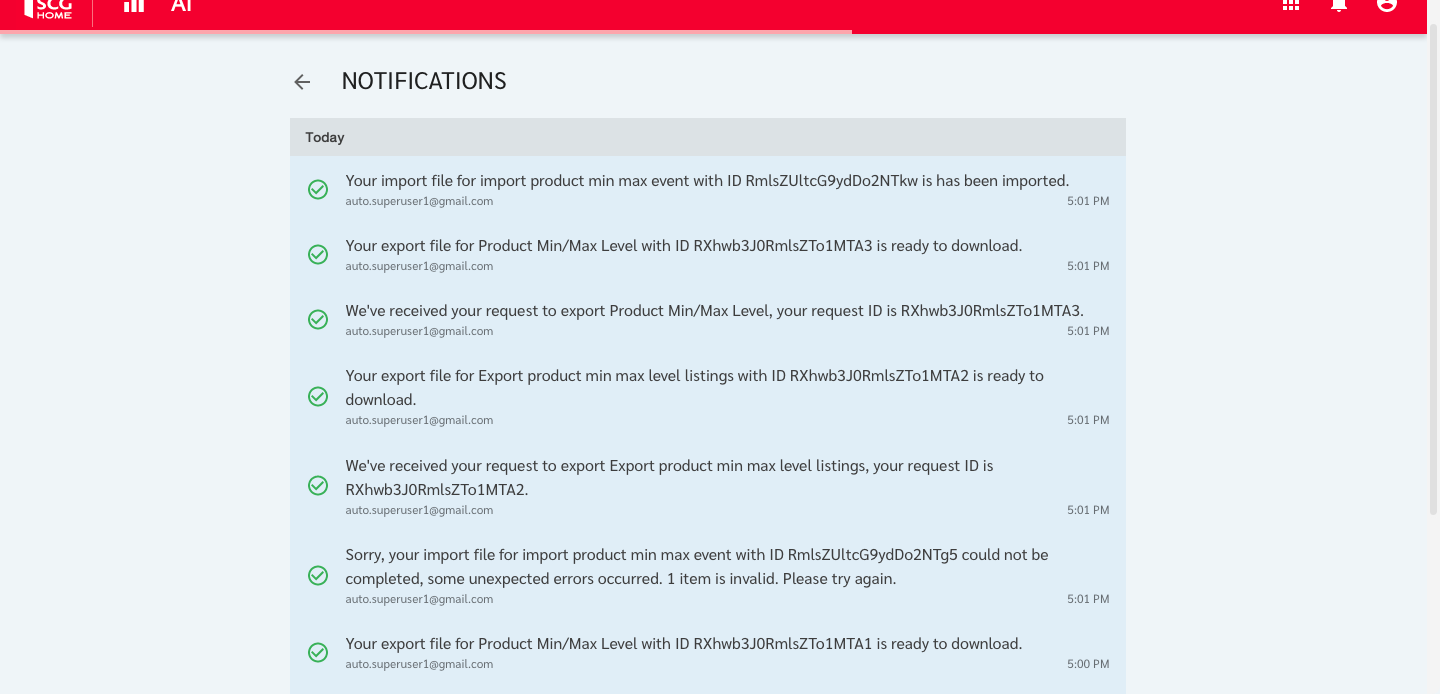 SCG
HOME
AI
NOTIFICATIONS
Today
Your import file for import product min max event with ID RmlsZUltcG9ydDo2NTkw is has been imported.
auto.superuser1@gmail.com 5:01 PM
Your export file for Product Min/Max Level with ID RXhwb3J0RmlsZTo1MTA3 is ready to download.
auto.superuser1@gmail.com 5:01 PM
We've received your request to export Product Min/Max Level, your request ID is RXhwb3J0RmlsZTo1MTA3.
auto.superuser1@gmail.com 5:01 PM
Your export file for Export product min max level listings with ID RXhwb3J0RmlsZTo1MTA2 is ready to
download.
auto.superuser1@gmail.com 5:01 PM
We've received your request to export Export product min max level listings, your request ID is
RXhwb3J0RmlsZTo1MTA2.
auto.superuser1@gmail.com 5:01 PM
Sorry, your import file for import product min max event with ID RmlsZUltcG9ydDo2NTg5 could not be
completed, some unexpected errors occurred. 1 item is invalid. Please try again.
auto.superuser1@gmail.com 5:01 PM
Your export file for Product Min/Max Level with ID RXhwb3J0RmlsZTo1MTA1 is ready to download.
auto.superuser1@gmail.com 5:00 PM